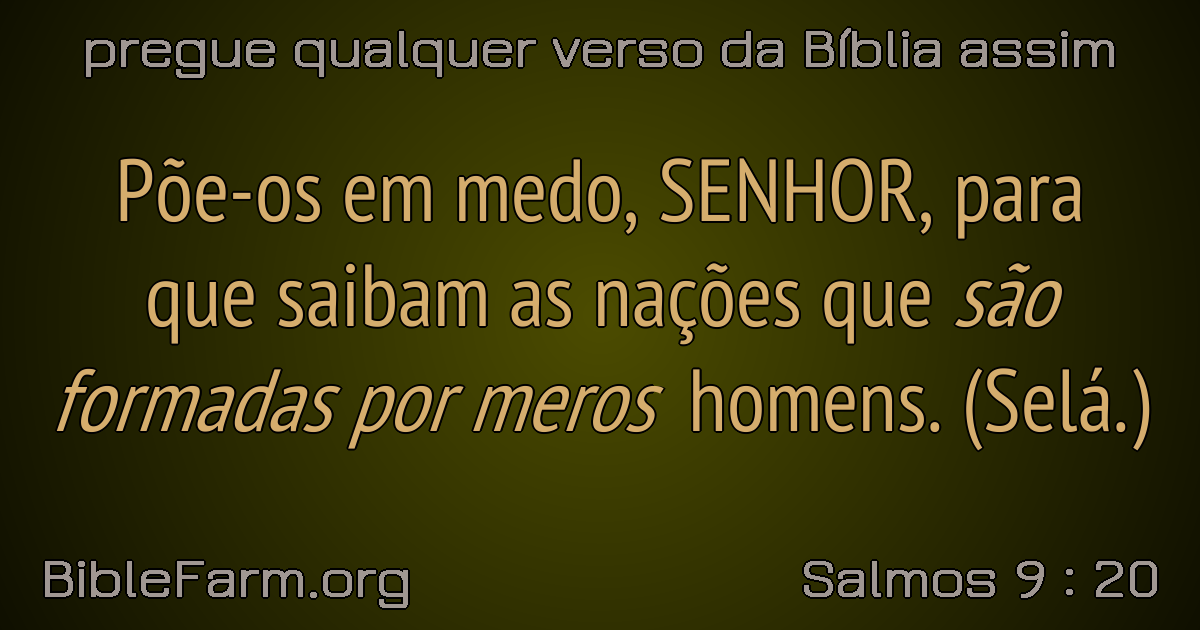 pregue qualquer verso da Bíblia assim
Põe-os em medo, SENHOR, para
que saibam as nações que são
formadas por meros homens. (Selá.)
BibleFarm.org
Salmos 9 : 20